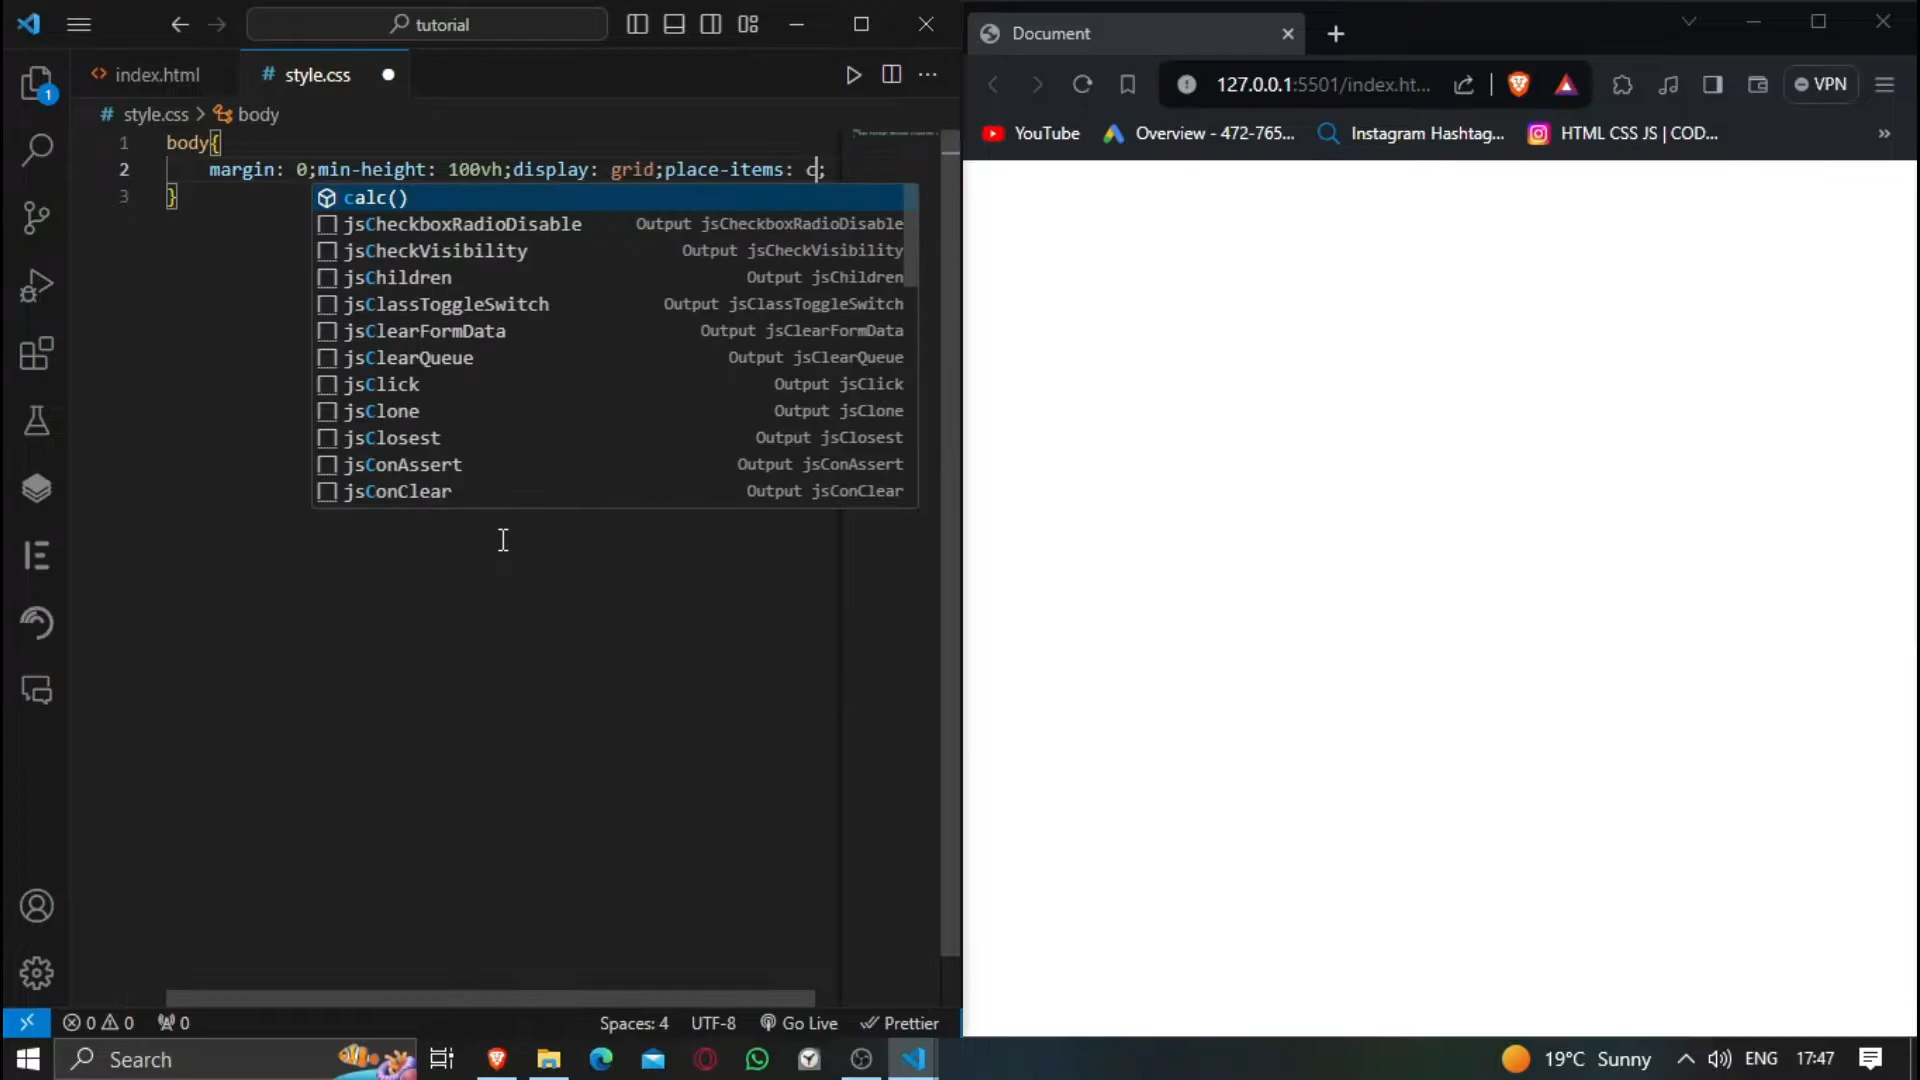 tutorial
index.html
# style.css
# style.css > body
1 body{
2 margin: 0;min-height: 100vh;display: grid;place-items: c;
3 }
calc()
jsCheckboxRadioDisable Output jsCheckboxRadioDisable
jsCheckVisibility Output jsCheckVisibility
jsChildren Output jsChildren
jsClassToggleSwitch Output jsClassToggleSwitch
jsClearFormData Output jsClearFormData
jsClearQueue Output jsClearQueue
jsClick Output jsClick
jsClone Output jsClone
jsClosest Output jsClosest
jsConAssert Output jsConAssert
jsConClear Output jsConClear
1
0 0 0 Spaces: 4 UTF-8 Go Live Prettier
Document
127.0.0.1:5501/index.ht... VPN
YouTube Overview - 472-765... Instagram Hashtag... HTML CSS JS | COD... »
Search
19°C Sunny ENG 17:47